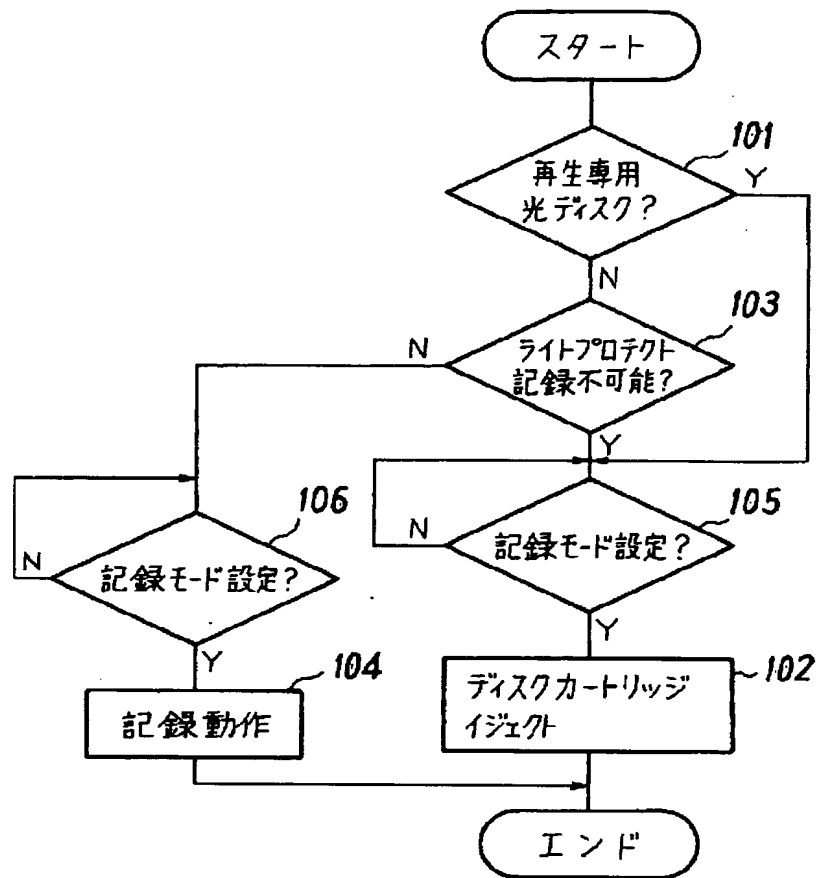 スタート
101
再生専用
光ディスク?
Y
N
103
ライトプロテクト
記録不可能?
N
Y
106
記録モード設定?
N
Y
105
記録モード設定?
N
Y
104
記録動作
102
ディスクカートリッジ
イジェクト
エンド